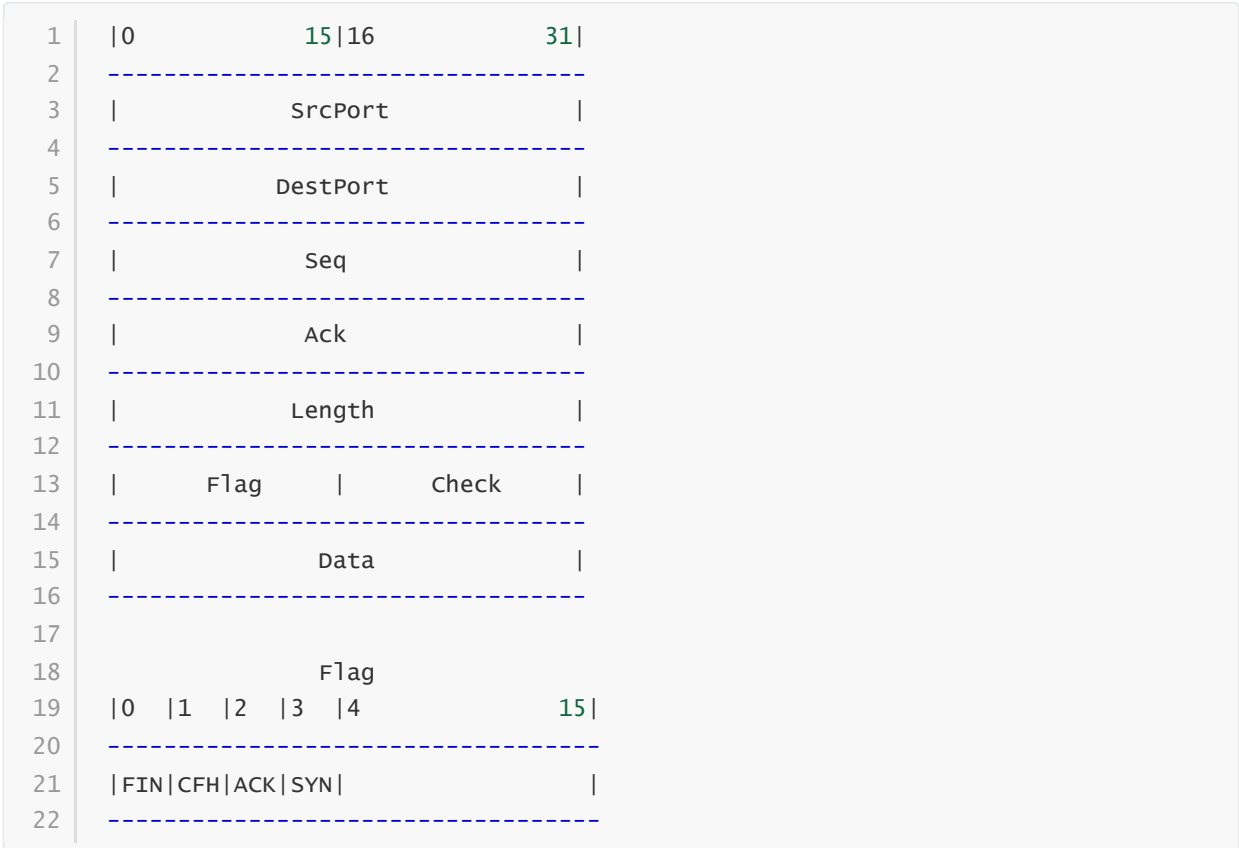 1 |0            15|16            31|
2 ----------------------------------
3 |            SrcPort             |
4 ----------------------------------
5 |           DestPort             |
6 ----------------------------------
7 |             Seq                |
8 ----------------------------------
9 |             Ack                |
10 ----------------------------------
11 |            Length              |
12 ----------------------------------
13 |      Flag     |      Check     |
14 ----------------------------------
15 |              Data              |
16 ----------------------------------
17
18                Flag
19 |0  |1  |2  |3  |4              15|
20 -----------------------------------
21 |FIN|CFH|ACK|SYN|                 |
22 -----------------------------------